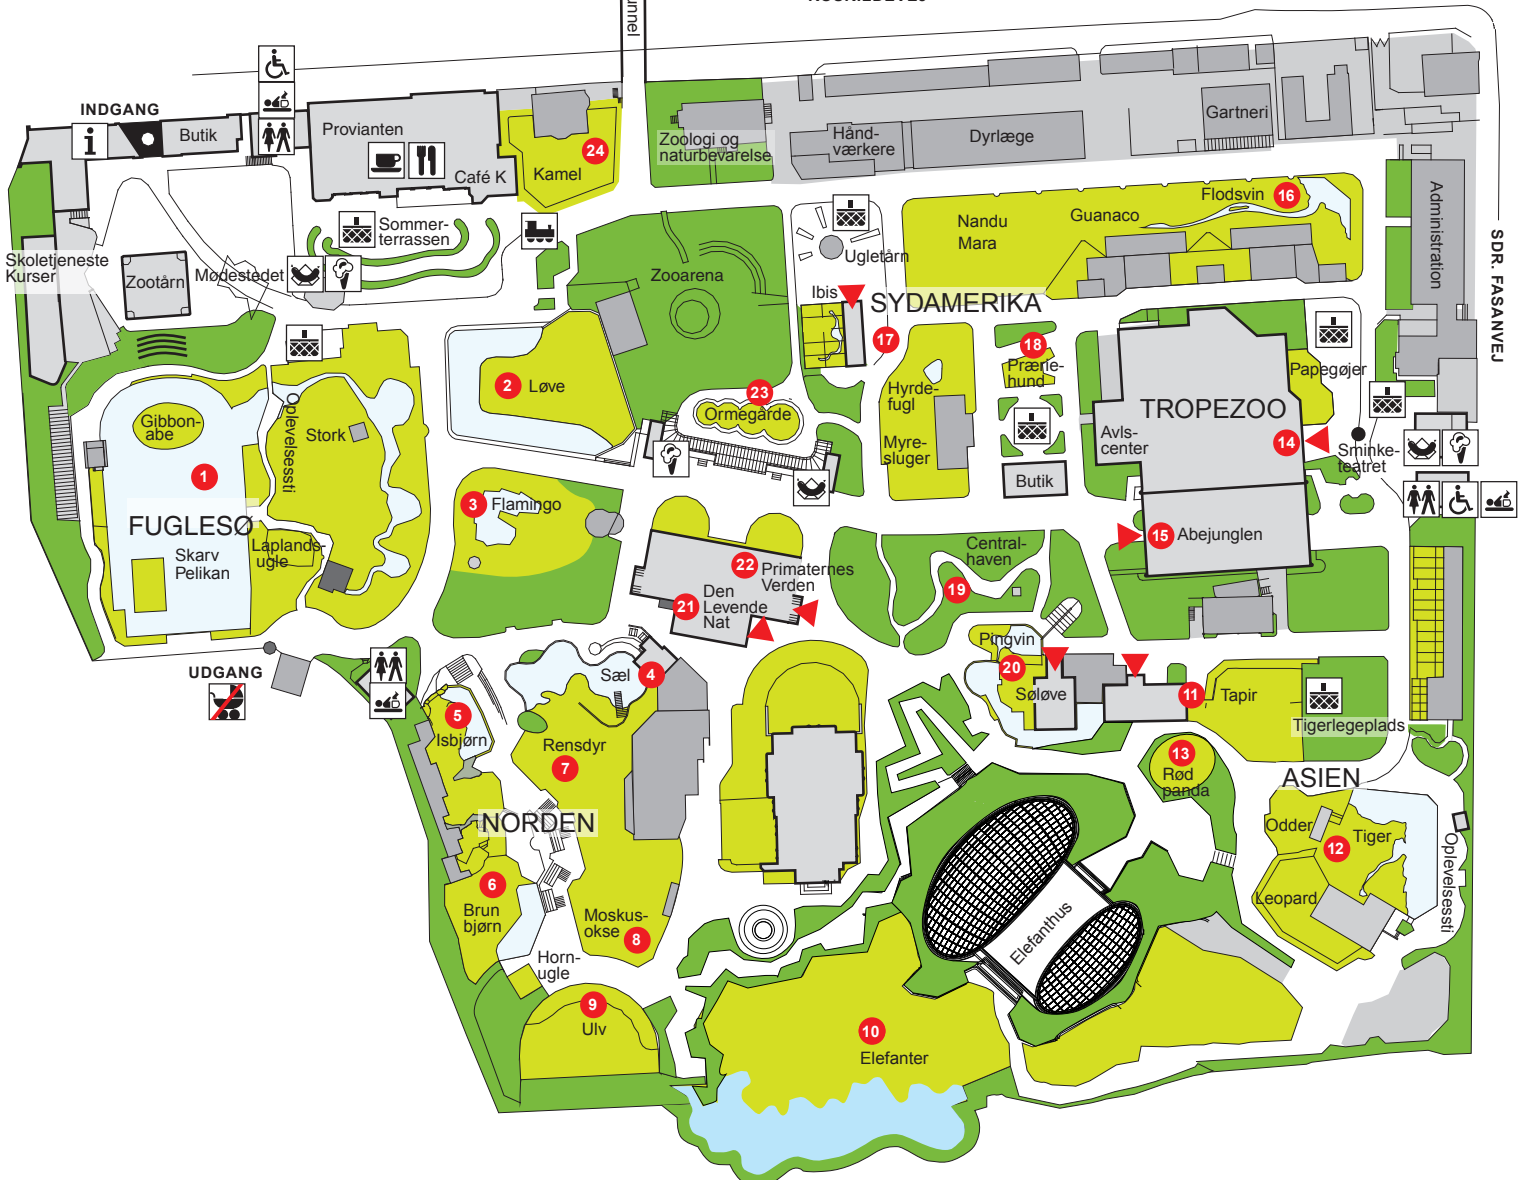 unnel
INDGANG
i
Butik
Provianten
Café K
24
Kamel
Zoologi og
naturbevarelse
Hånd-
værkere
Dyrlæge
Gartneri
Administration
SDR. FASANVEJ
Skoletjeneste
Kurser
Zootårn
Mødestedet
Sommer-
terrassen
Zooarena
Ugletårn
Ibis
SYDAMERIKA
17
Nandu
Mara
Guanaco
Flodsvin
16
18
Prærie-
hund
Hyrde-
fugl
Myre-
sluger
Butik
TROPEZOO
Avls-
center
14
Papegøjer
Sminke-
teatret
15
Abejunglen
2
Løve
23
Ormegårde
Gibbon-
abe
Oplevelsessti
Stork
1
FUGLESØ
Skarv
Pelikan
Laplands-
ugle
3
Flamingo
22
Primaternes
Verden
21
Den
Levende
Nat
Central-
haven
19
Pingvin
20
Søløve
11
Tapir
Tigerlegeplads
13
Rød
panda
ASIEN
Odder
Tiger
12
Leopard
Oplevelsessti
UDGANG
Sæl
4
5
Isbjørn
Rensdyr
7
NORDEN
6
Brun
bjørn
Moskus-
okse
8
Horn-
ugle
9
Ulv
Elefanthus
10
Elefanter